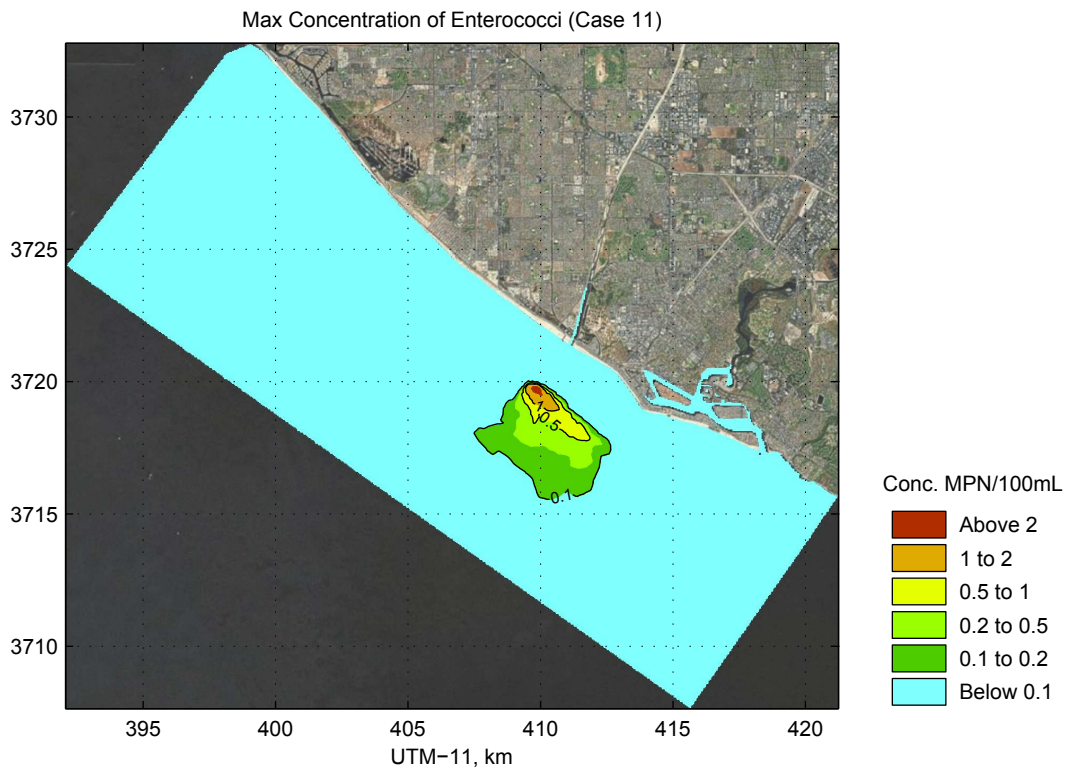 Max Concentration of Enterococci (Case 11)
3730
3725
3720
3715
3710
1
0.5
0.1
395
400
405
410
415
420
UTM−11, km
Conc. MPN/100mL
Above 2
1 to 2
0.5 to 1
0.2 to 0.5
0.1 to 0.2
Below 0.1